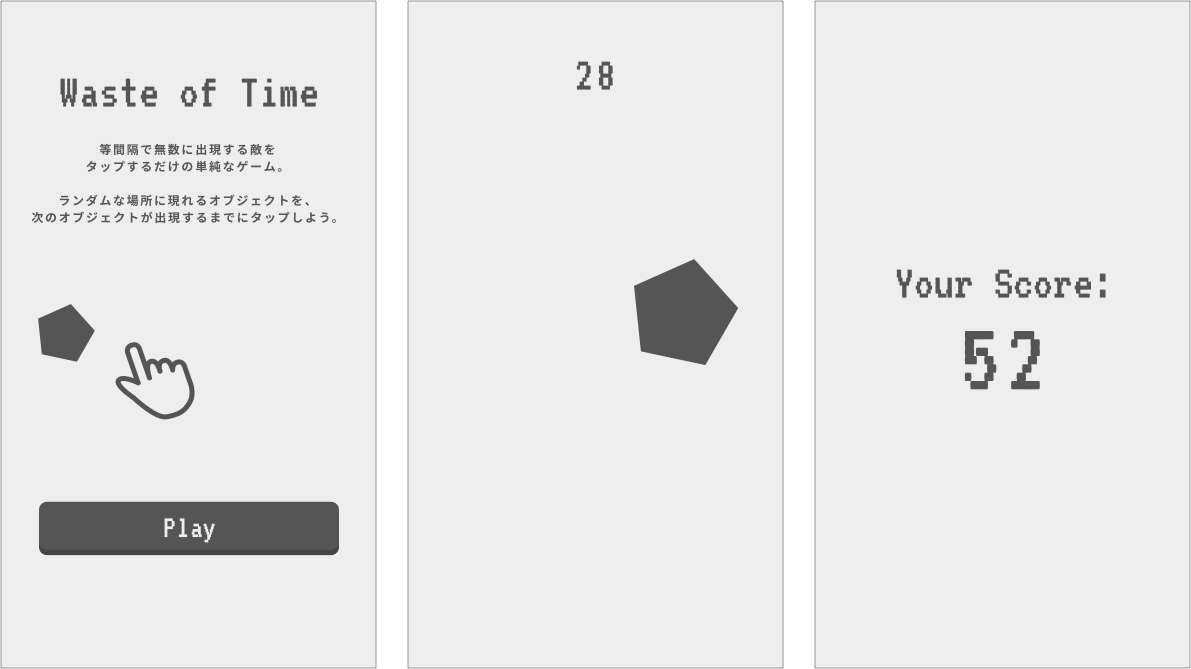 Waste of Time
等間隔で無数に出現する敵を
タップするだけの単純なゲーム。
ランダムな場所に現れるオブジェクトを、
次のオブジェクトが出現するまでにタップしよう。
Play
28
Your Score:
52